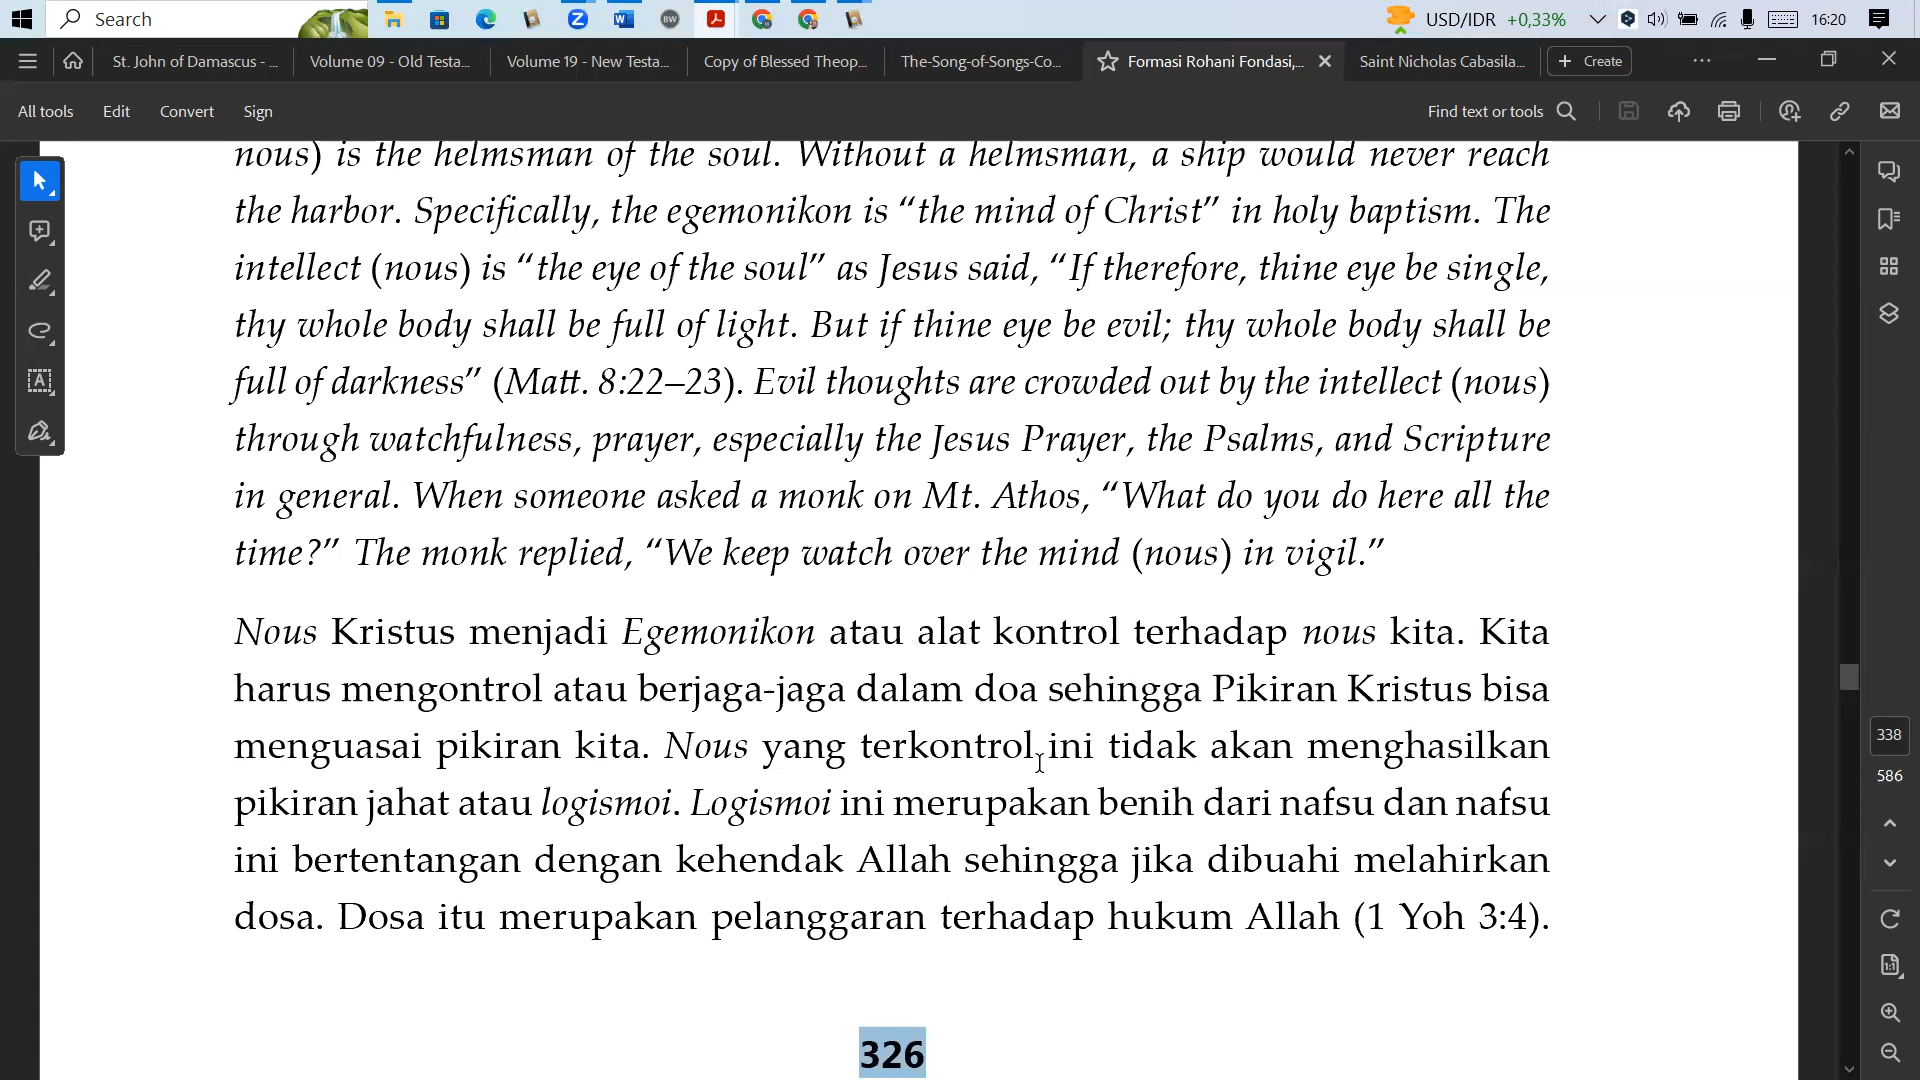 Search
USD/IDR +0,33%
16:20
St. John of Damascus - ...
Volume 09 - Old Testa...
Volume 19 - New Testa...
Copy of Blessed Theop...
The-Song-of-Songs-Co...
Formasi Rohani Fondasi,...
Saint Nicholas Cabasila...
+ Create
All tools
Edit
Convert
Sign
Find text or tools
nous) is the helmsman of the soul. Without a helmsman, a ship would never reach
the harbor. Specifically, the egemonikon is “the mind of Christ” in holy baptism. The
intellect (nous) is “the eye of the soul” as Jesus said, “If therefore, thine eye be single,
thy whole body shall be full of light. But if thine eye be evil; thy whole body shall be
full of darkness” (Matt. 8:22–23). Evil thoughts are crowded out by the intellect (nous)
through watchfulness, prayer, especially the Jesus Prayer, the Psalms, and Scripture
in general. When someone asked a monk on Mt. Athos, “What do you do here all the
time?” The monk replied, “We keep watch over the mind (nous) in vigil.”
Nous Kristus menjadi Egemonikon atau alat kontrol terhadap nous kita. Kita
harus mengontrol atau berjaga-jaga dalam doa sehingga Pikiran Kristus bisa
menguasai pikiran kita. Nous yang terkontrol ini tidak akan menghasilkan
pikiran jahat atau logismoi. Logismoi ini merupakan benih dari nafsu dan nafsu
ini bertentangan dengan kehendak Allah sehingga jika dibuahi melahirkan
dosa. Dosa itu merupakan pelanggaran terhadap hukum Allah (1 Yoh 3:4).
326
338
586